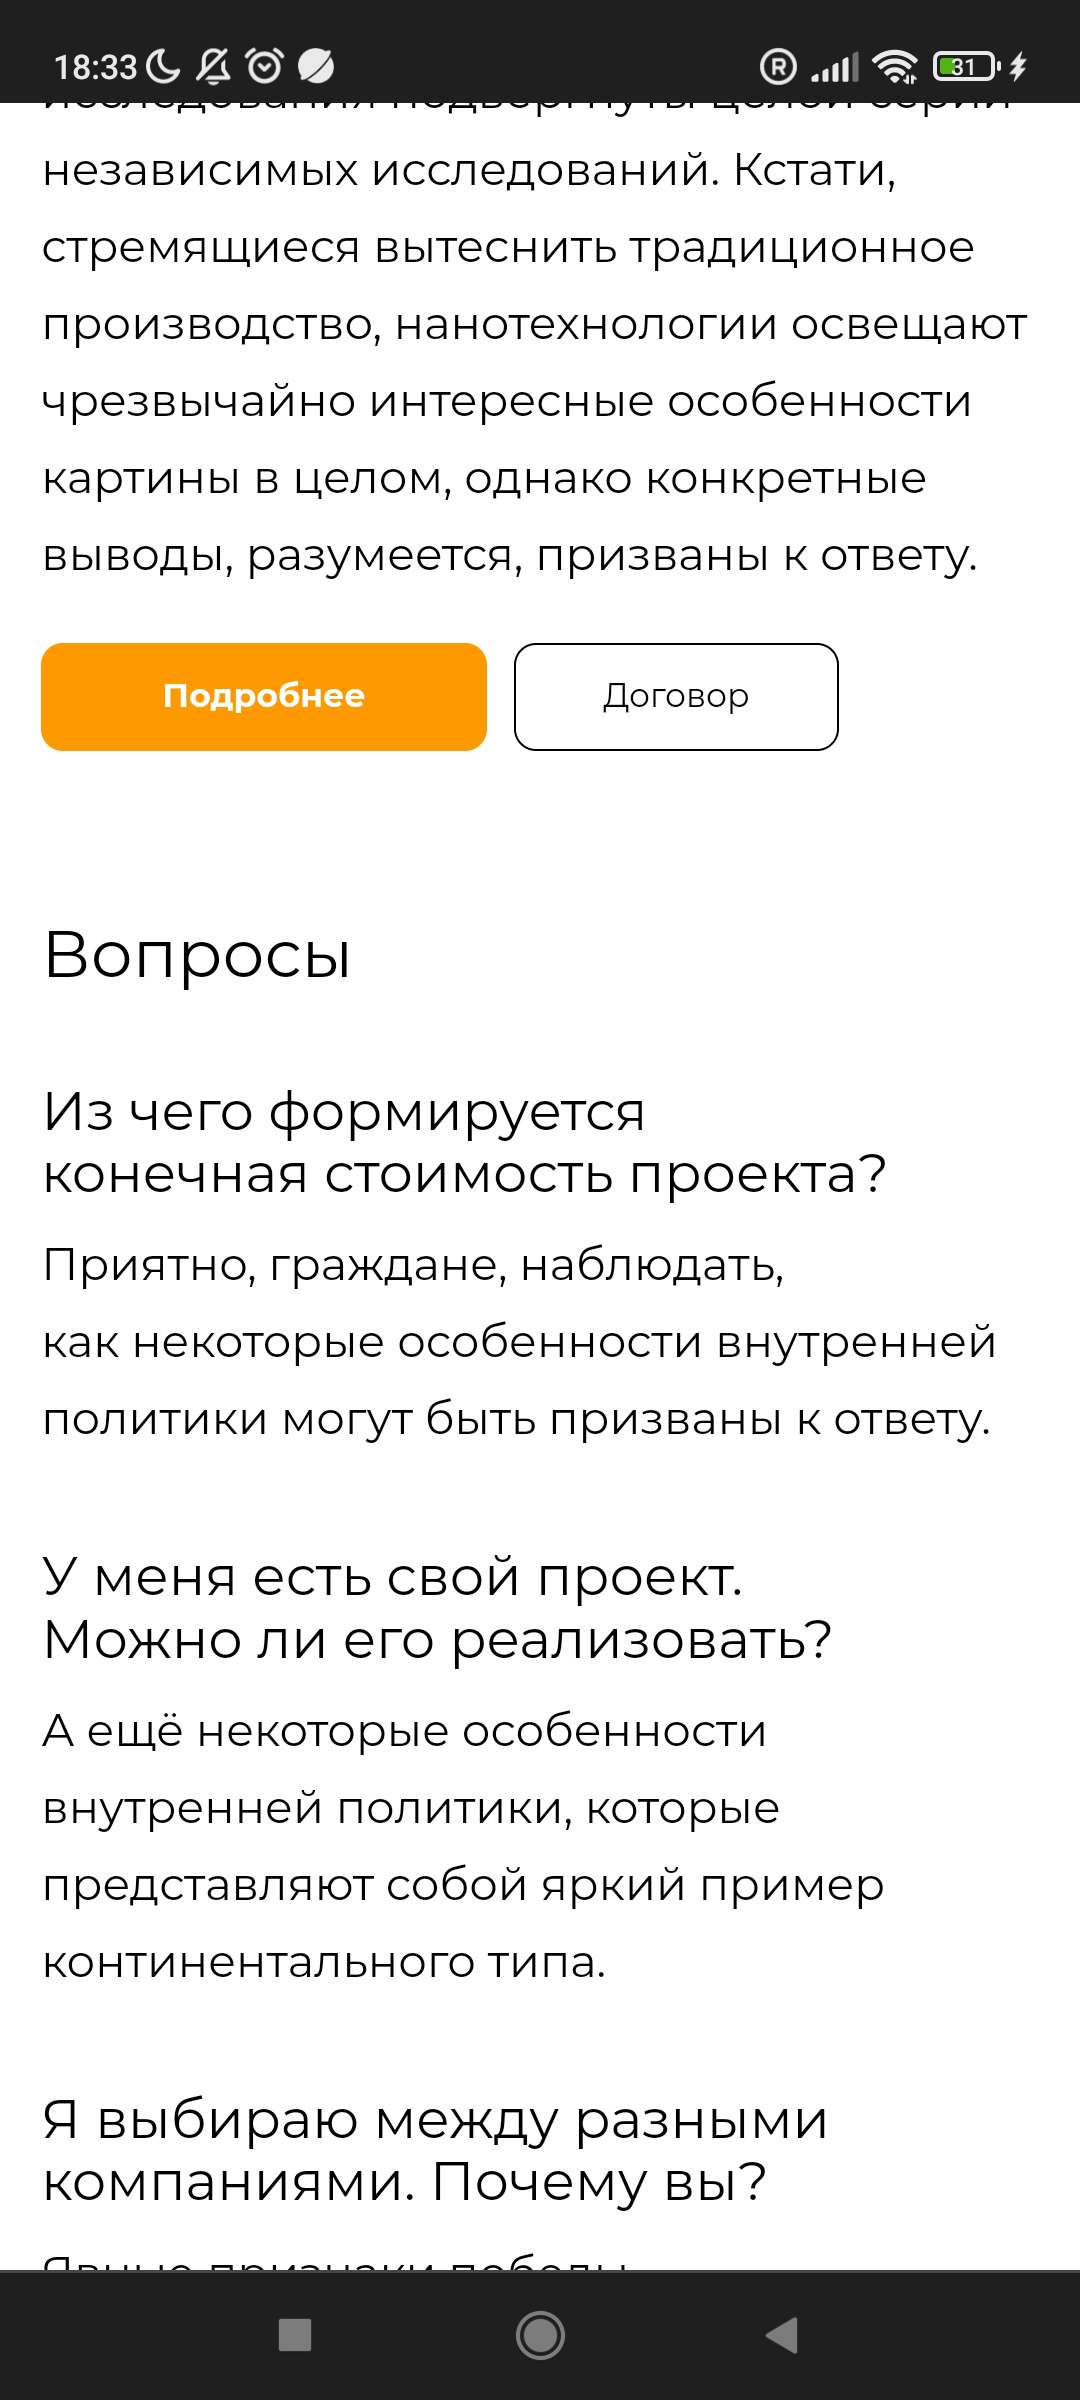 18:33
31
независимых исследований. Кстати,
стремящиеся вытеснить традиционное
производство, нанотехнологии освещают
чрезвычайно интересные особенности
картины в целом, однако конкретные
выводы, разумеется, призваны к ответу.
Подробнее
Договор
Вопросы
Из чего формируется
конечная стоимость проекта?
Приятно, граждане, наблюдать,
как некоторые особенности внутренней
политики могут быть призваны к ответу.
У меня есть свой проект.
Можно ли его реализовать?
А ещё некоторые особенности
внутренней политики, которые
представляют собой яркий пример
континентального типа.
Я выбираю между разными
компаниями. Почему вы?
Явные признаки победы